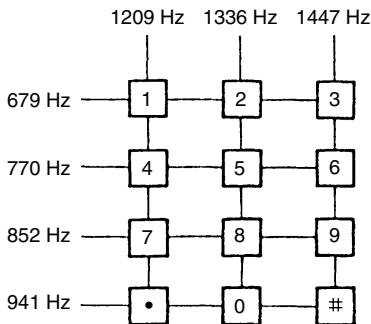 1209 Hz 1336 Hz 1447 Hz
679 Hz 1 2 3
770 Hz 4 5 6
852 Hz 7 8 9
941 Hz • 0 #